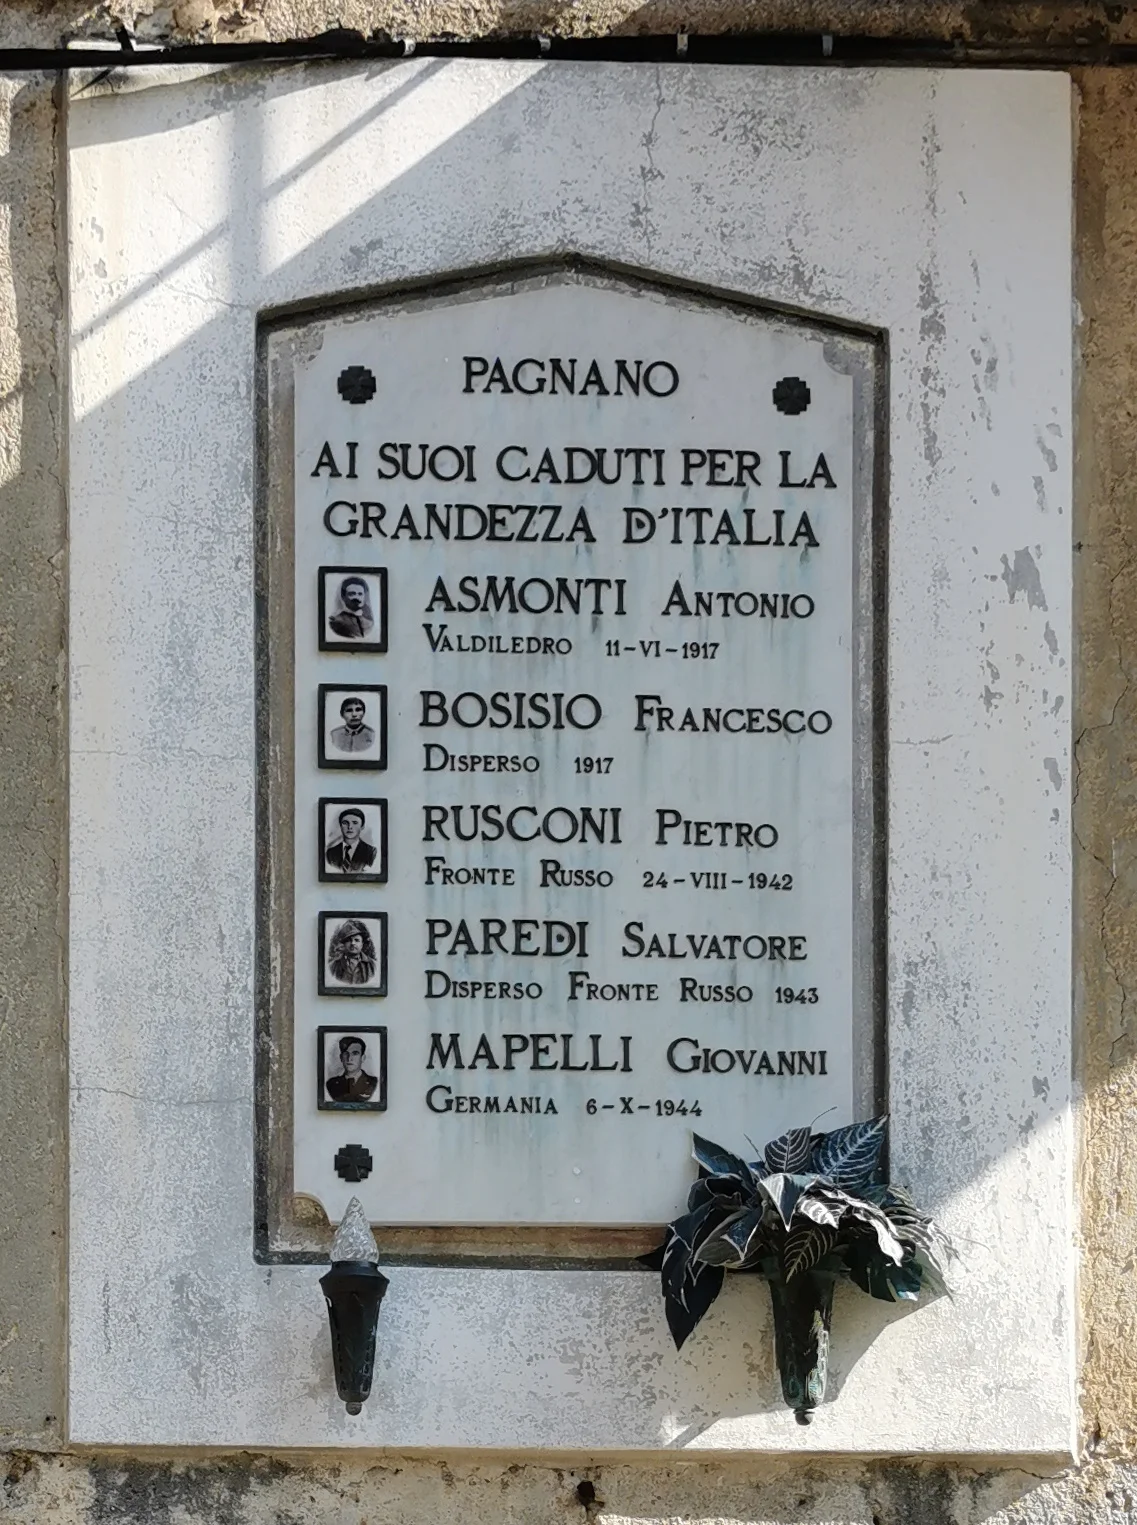 PAGNANO
AI SUOI CADUTI PER LA
GRANDEZZA D'ITALIA
ASMONTI ANTONIO
VALDILEDRO 11-VI-1917
BOSISIO FRANCESCO
DISPERSO 1917
RUSCONI PIETRO
FRONTE RUSSO 24-VIII-1942
PAREDI SALVATORE
DISPERSO FRONTE RUSSO 1943
MAPELLI GIOVANNI
GERMANIA 6-X-1944